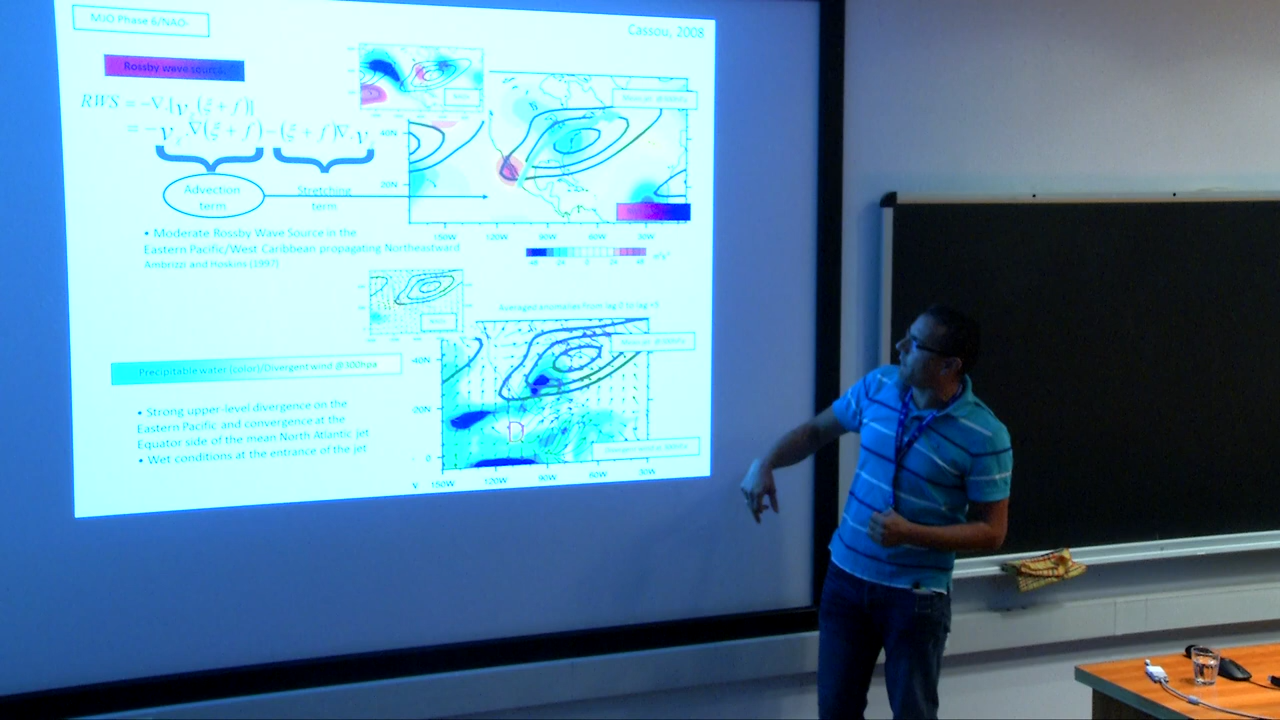 MJO Phase 6/NAO-
Cassou, 2008
Rossby wave source,
RWS = -∇.[vχ(ξ + f)]
= -vχ.∇(ξ + f) - (ξ + f)∇.vχ
Advection
term
Stretching
term
40N
20N
150W 120W 90W 60W 30W
• Moderate Rossby Wave Source in the
Eastern Pacific/West Caribbean propagating Northeastward
Ambrizzi and Hoskins (1997)
Averaged anomalies from lag 0 to lag +5
Precipitable water (color)/Divergent wind @300hpa
• Strong upper-level divergence on the
Eastern Pacific and convergence at the
Equator side of the mean North Atlantic jet
• Wet conditions at the entrance of the jet
40N
20N
0
D
150W 120W 90W 60W 30W